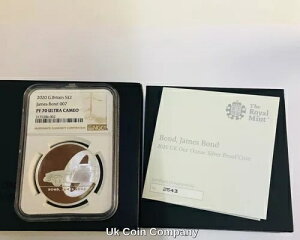 2020 G.Britain S£2
James Bond 007
PF 70 ULTRA CAMEO
NGC
The
Royal
Mint
Bond, James Bond
2020 UK One Ounce Silver Proof Coin
2543
Uk Coin Company